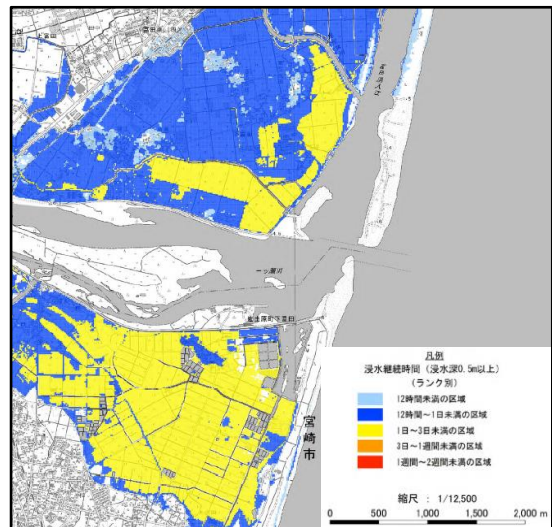 一ツ瀬川
宮崎市
凡例
浸水継続時間（浸水深0.5m以上）
（ランク別）
12時間未満の区域
12時間～1日未満の区域
1日～3日未満の区域
3日～1週間未満の区域
1週間～2週間未満の区域
縮尺 ： 1/12,500
0 500 1,000 1,500 2,000 m